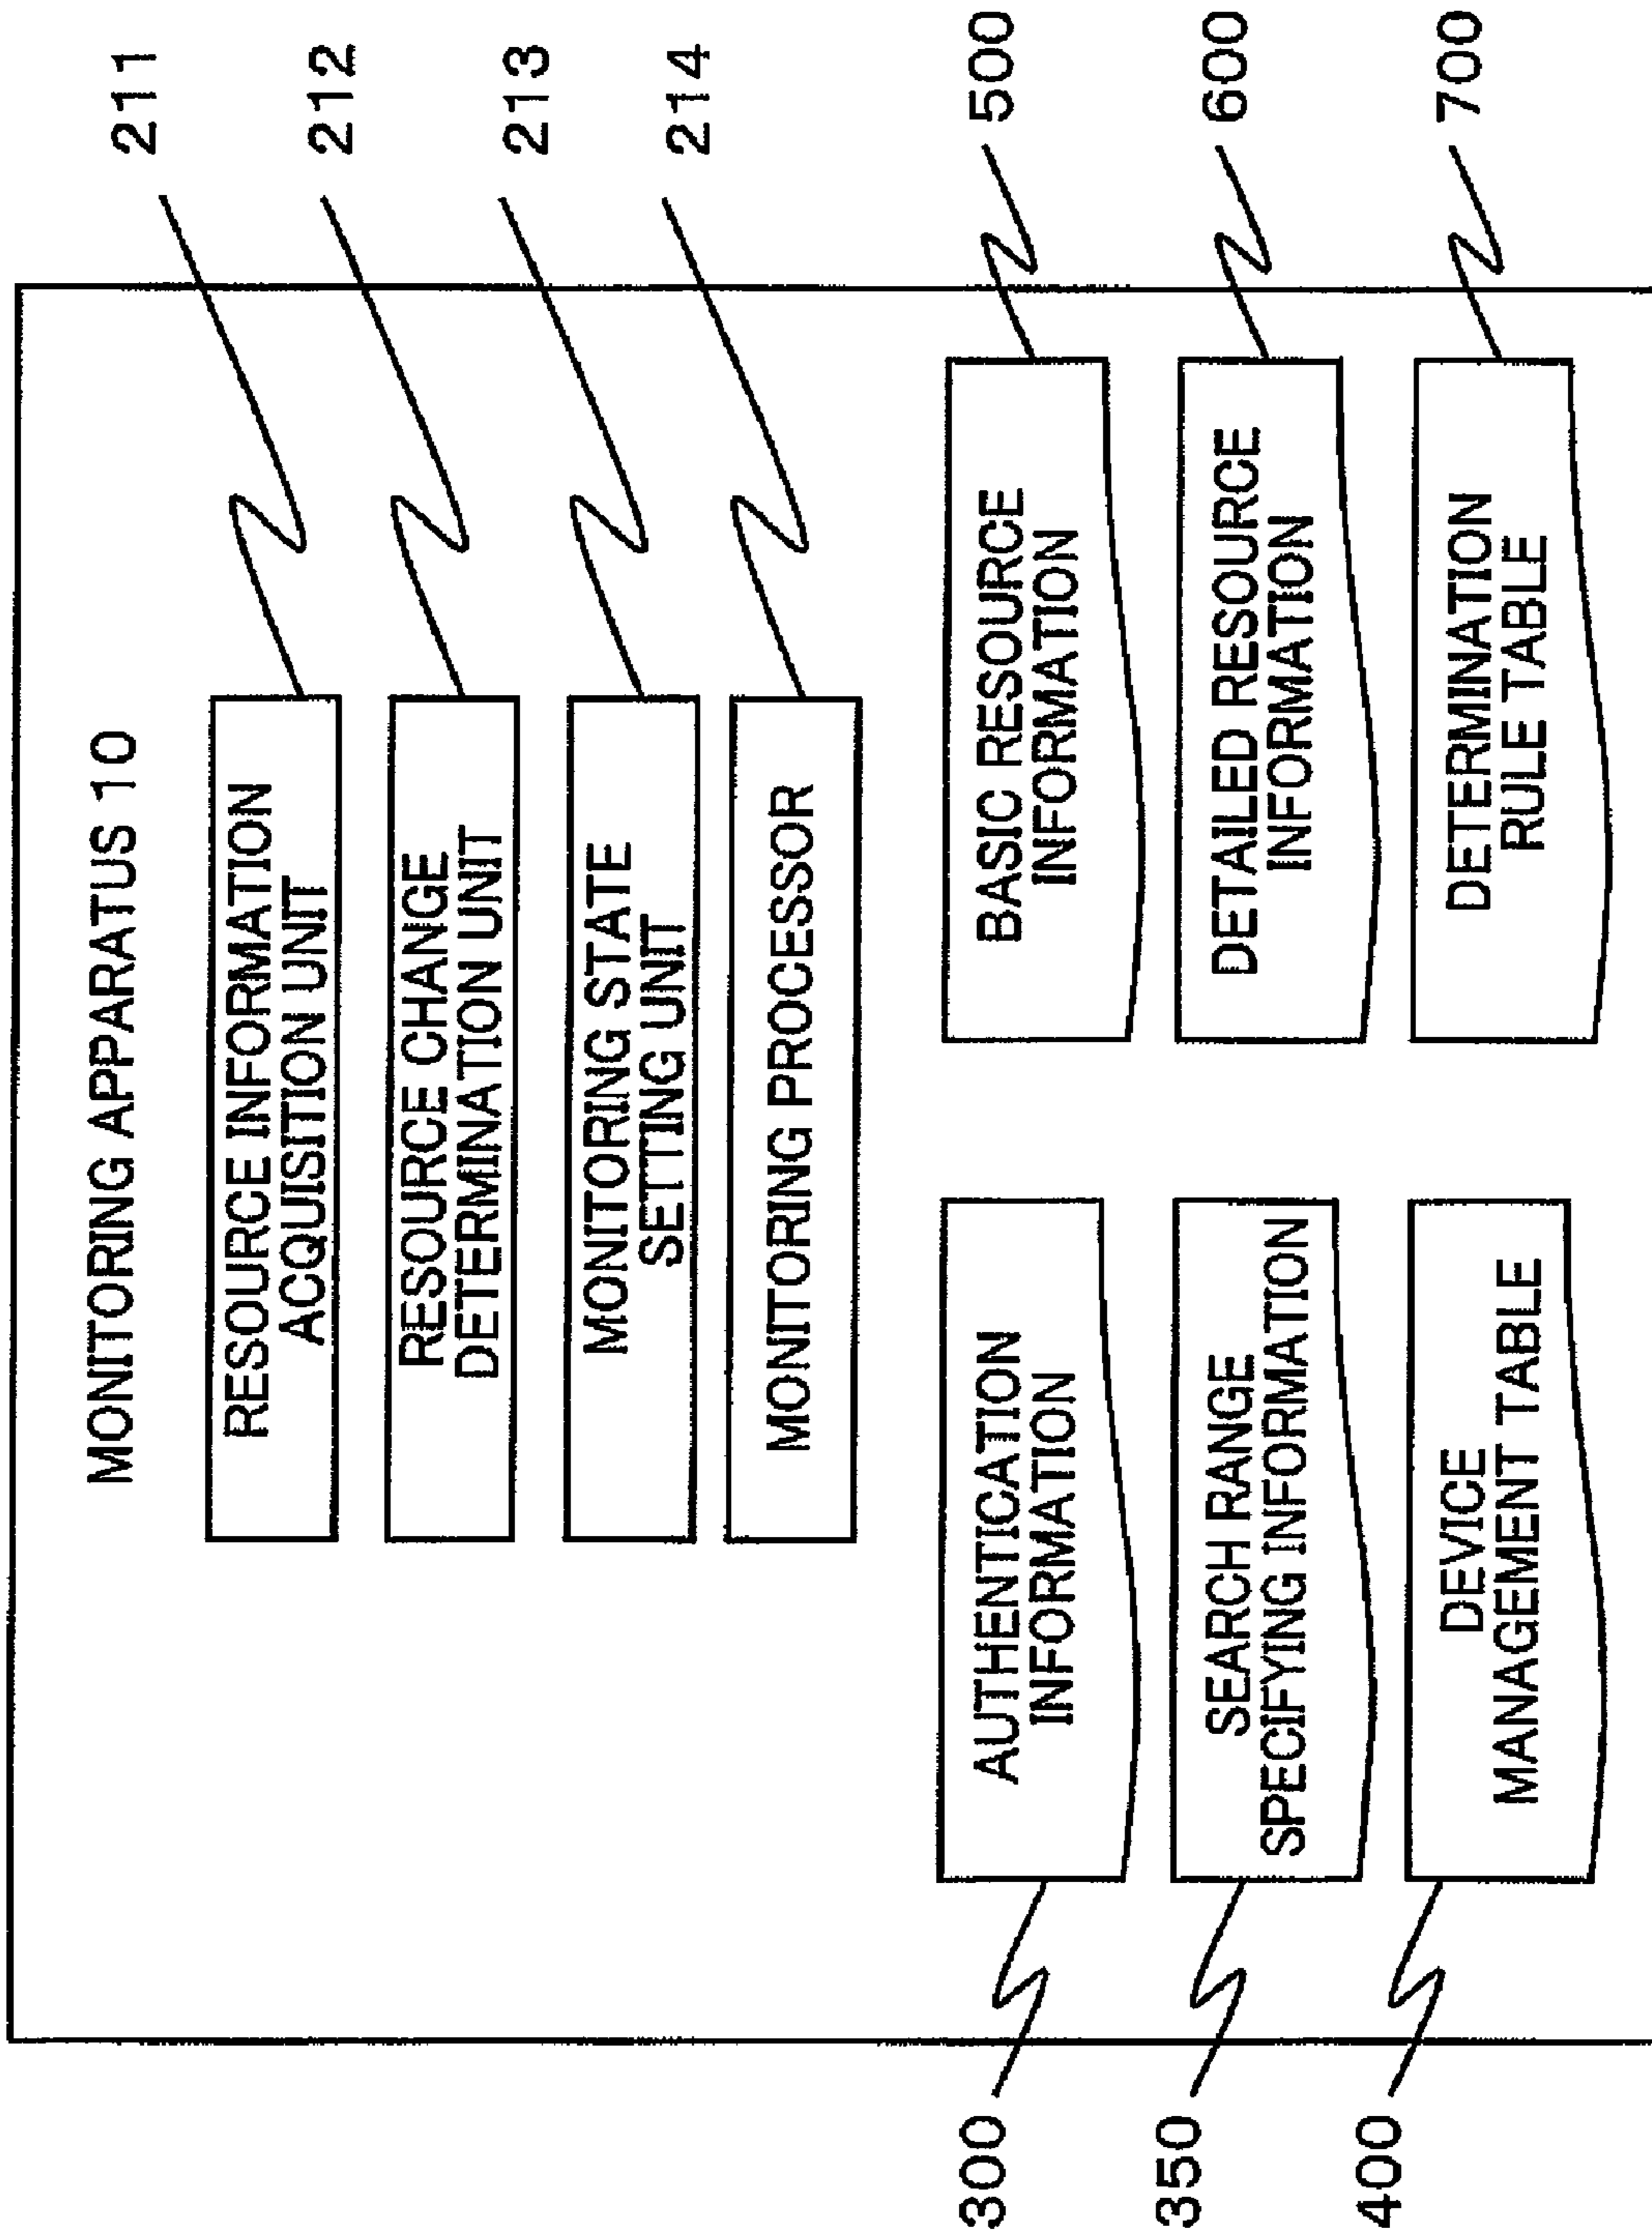 MONITORING APPARATUS 10
RESOURCE INFORMATION
ACQUISITION UNIT
211
RESOURCE CHANGE
DETERMINATION UNIT
212
MONITORING STATE
SETTING UNIT
213
MONITORING PROCESSOR
214
300
AUTHENTICATION
INFORMATION
BASIC RESOURCE
INFORMATION
500
350
SEARCH RANGE
SPECIFYING INFORMATION
DETAILED RESOURCE
INFORMATION
600
400
DEVICE
MANAGEMENT TABLE
DETERMINATION
RULE TABLE
700